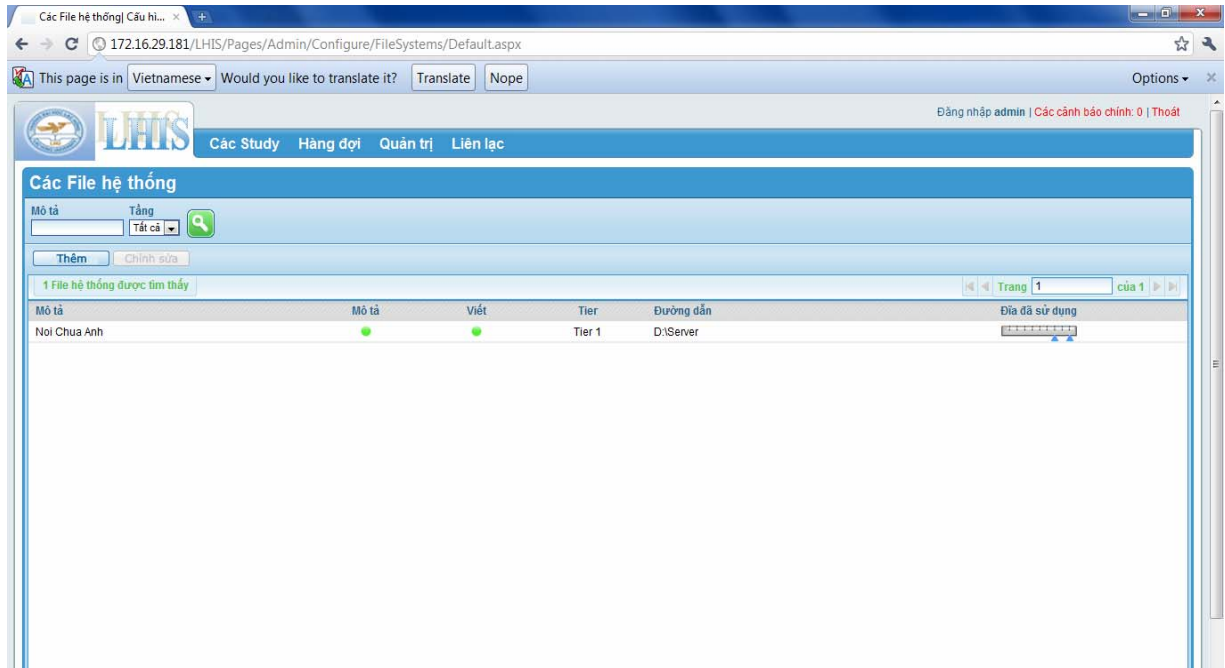 Các File hệ thống| Cấu hì...
172.16.29.181/LHIS/Pages/Admin/Configure/FileSystems/Default.aspx
This page is in Vietnamese Would you like to translate it? Translate Nope Options
Đăng nhập admin | Các cảnh báo chính: 0 | Thoát
LHIS
Các Study Hàng đợi Quản trị Liên lạc
Các File hệ thống
Mô tả Tầng
Tất cả
Thêm Chỉnh sửa
1 File hệ thống được tìm thấy Trang 1 của 1
Mô tả Mô tả Viết Tier Đường dẫn Đĩa đã sử dụng
Noi Chua Anh Tier 1 D:\Server